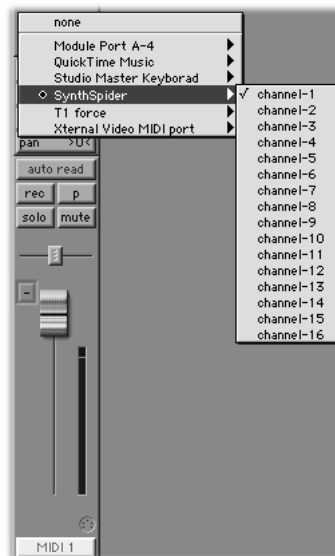 none
Module Port A-4
QuickTime Music
Studio Master Keyborad
SynthSpider
T1 force
Xternal Video MIDI port
channel-1
channel-2
channel-3
channel-4
channel-5
channel-6
channel-7
channel-8
channel-9
channel-10
channel-11
channel-12
channel-13
channel-14
channel-15
channel-16
pan >0<
auto read
rec p
solo mute
-
MIDI 1